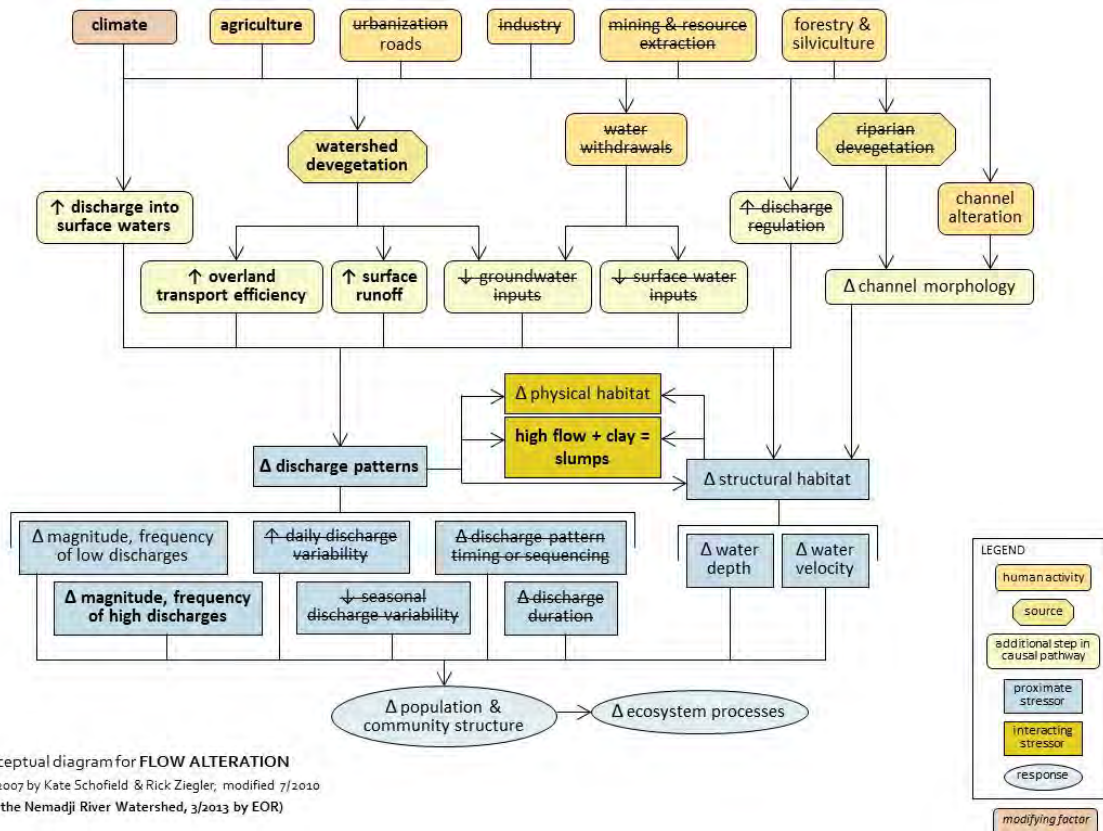 climate
agriculture
urbanization
roads
industry
mining & resource
extraction
forestry &
silviculture
watershed
devegetation
water
withdrawals
riparian
devegetation
↑ discharge into
surface waters
↑ discharge
regulation
channel
alteration
↑ overland
transport efficiency
↑ surface
runoff
↓ groundwater
inputs
↓ surface water
inputs
Δ channel morphology
Δ physical habitat
high flow + clay =
slumps
Δ discharge patterns
Δ structural habitat
Δ magnitude, frequency
of low discharges
↑ daily discharge
variability
Δ discharge pattern
timing or sequencing
Δ water
depth
Δ water
velocity
Δ magnitude, frequency
of high discharges
↓ seasonal
discharge variability
Δ discharge
duration
Δ population &
community structure
Δ ecosystem processes
LEGEND
human activity
source
additional step in
causal pathway
proximate
stressor
interacting
stressor
response
modifying factor
ceptual diagram for FLOW ALTERATION
2007 by Kate Schofield & Rick Ziegler; modified 7/2010
the Nemadji River Watershed, 3/2013 by EOR)